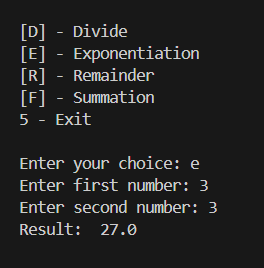 [D] - Divide
[E] - Exponentiation
[R] - Remainder
[F] - Summation
5 - Exit

Enter your choice: e
Enter first number: 3
Enter second number: 3
Result:  27.0